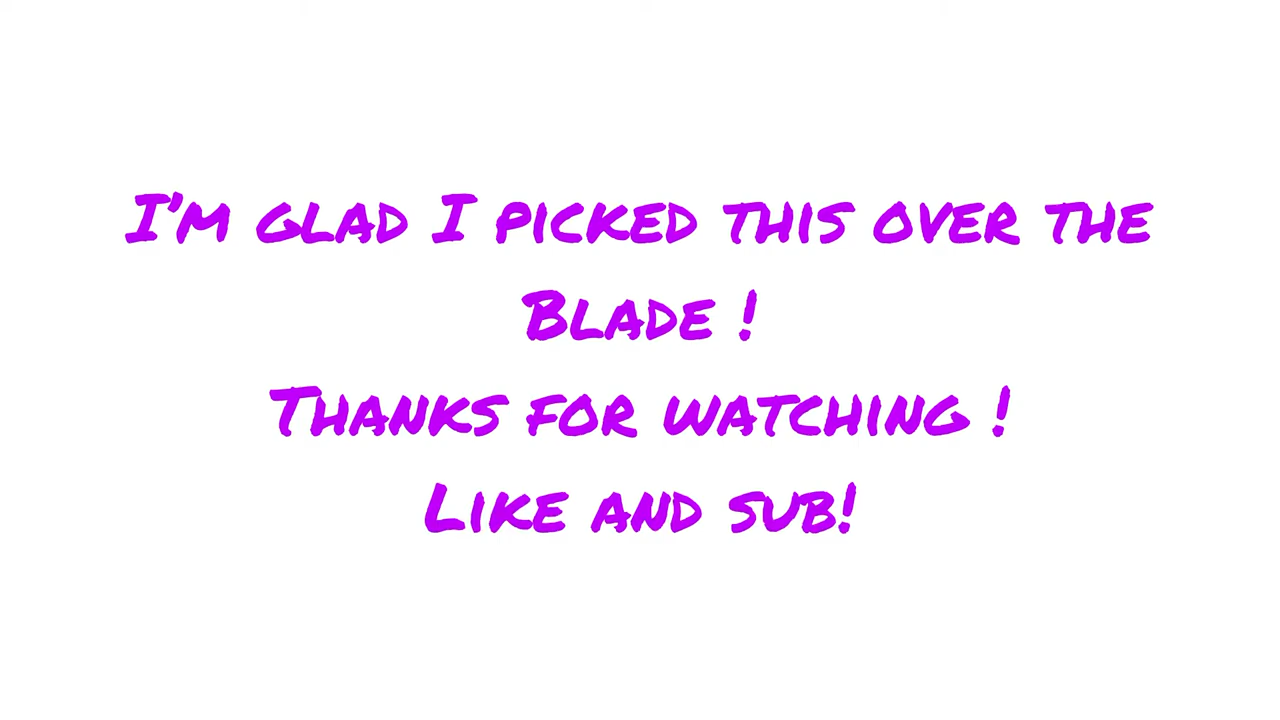 I'm glad I picked this over the
Blade !
Thanks for watching !
Like and sub!